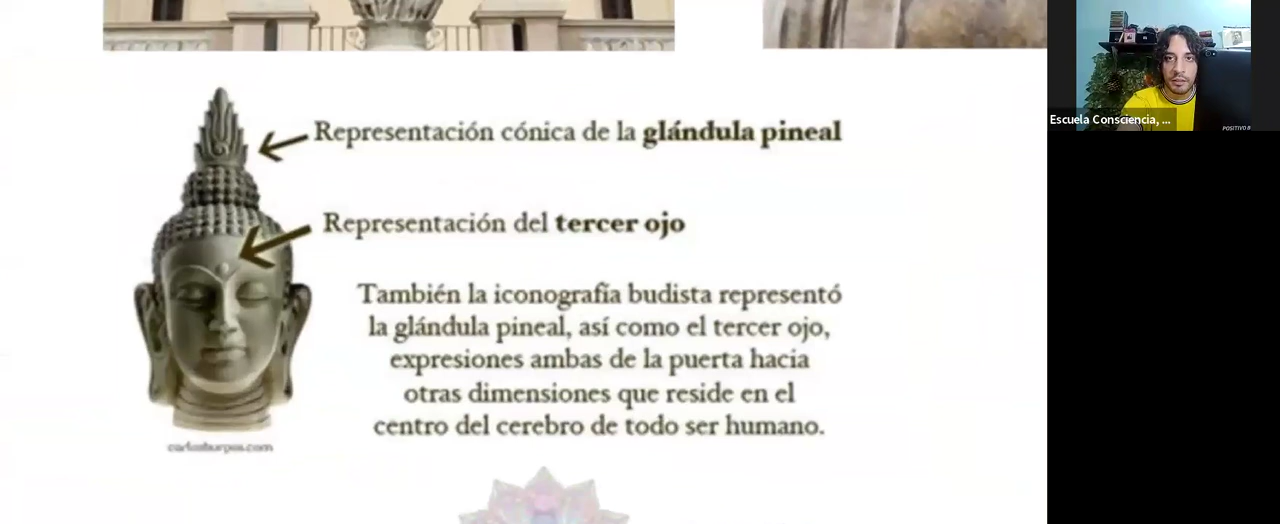 Representación cónica de la glándula pineal
Representación del tercer ojo
También la iconografía budista representó
la glándula pineal, así como el tercer ojo,
expresiones ambas de la puerta hacia
otras dimensiones que reside en el
centro del cerebro de todo ser humano.
Escuela Consciencia, ...
POSITIVO B